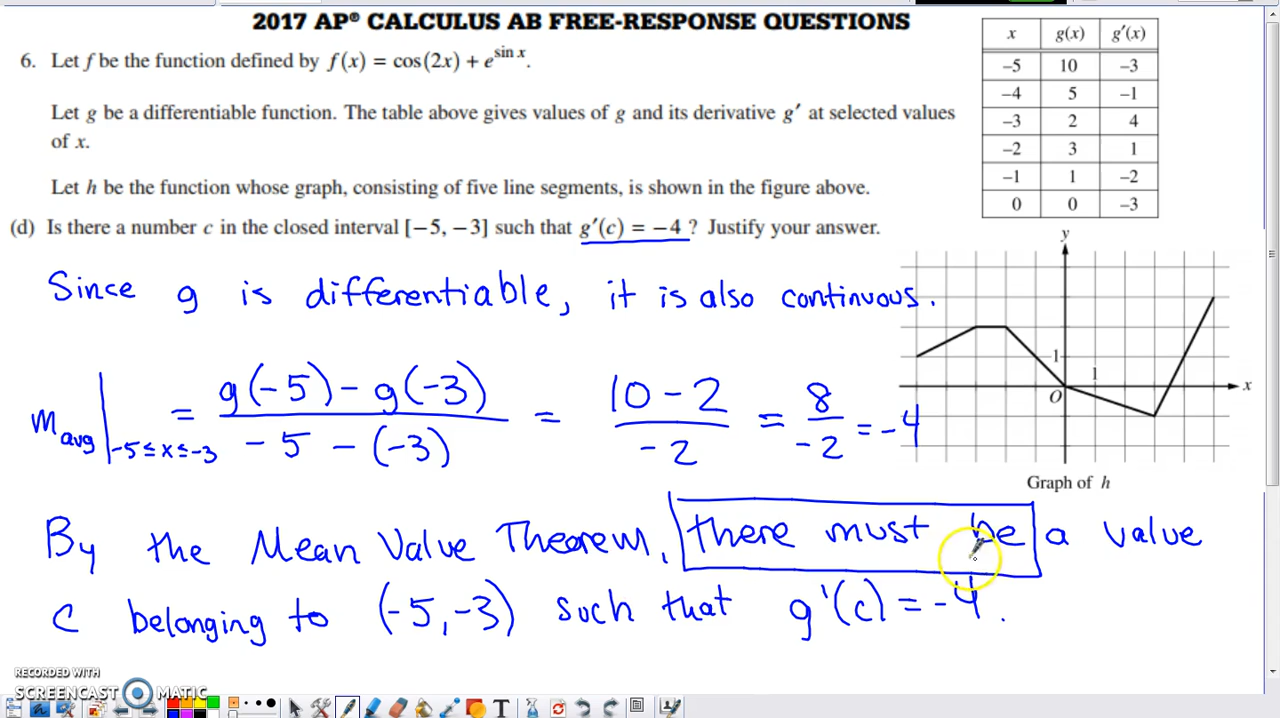 2017 AP® CALCULUS AB FREE-RESPONSE QUESTIONS
6. Let f be the function defined by f(x) = cos(2x) + e^sin x.
Let g be a differentiable function. The table above gives values of g and its derivative g′ at selected values
of x.
Let h be the function whose graph, consisting of five line segments, is shown in the figure above.
(d) Is there a number c in the closed interval [−5, −3] such that g′(c) = −4 ? Justify your answer.
x g(x) g′(x)
−5 10 −3
−4 5 −1
−3 2 4
−2 3 1
−1 1 −2
0 0 −3
Since g is differentiable, it is also continuous.
m avg | −5 ≤ x ≤ −3 = g(−5) − g(−3) / −5 − (−3) = 10 − 2 / −2 = 8 / −2 = −4
y
1
1
O
x
Graph of h
By the Mean Value Theorem, there must be a value
c belonging to (−5, −3) such that g'(c) = −4.
RECORDED WITH
SCREENCAST MATIC